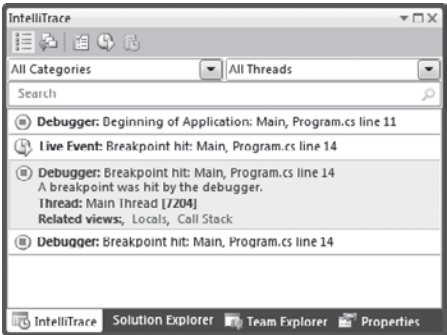 IntelliTrace
All Categories
All Threads
Search
Debugger: Beginning of Application: Main, Program.cs line 11
Live Event: Breakpoint hit: Main, Program.cs line 14
Debugger: Breakpoint hit: Main, Program.cs line 14
A breakpoint was hit by the debugger.
Thread: Main Thread [7204]
Related views:, Locals, Call Stack
Debugger: Breakpoint hit: Main, Program.cs line 14
IntelliTrace Solution Explorer Team Explorer Properties